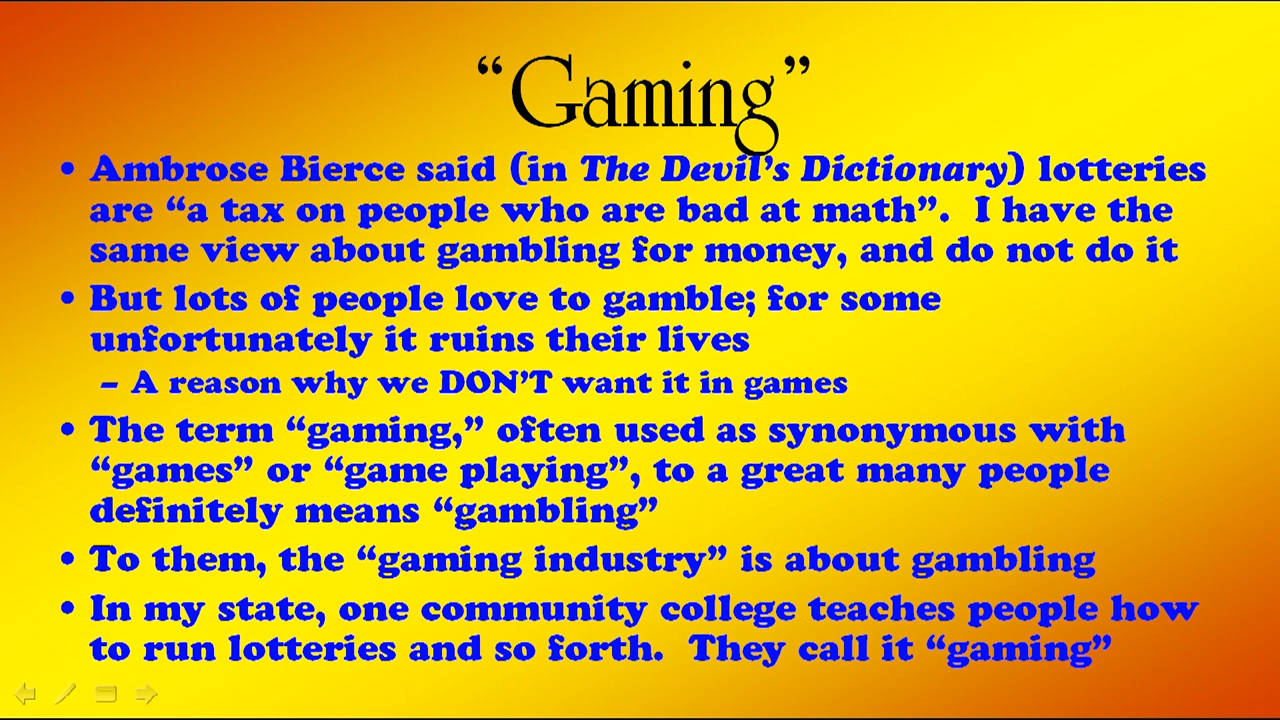 “Gaming”
• Ambrose Bierce said (in The Devil’s Dictionary) lotteries
are “a tax on people who are bad at math”.  I have the
same view about gambling for money, and do not do it
• But lots of people love to gamble; for some
unfortunately it ruins their lives
– A reason why we DON’T want it in games
• The term “gaming,” often used as synonymous with
“games” or “game playing”, to a great many people
definitely means “gambling”
• To them, the “gaming industry” is about gambling
• In my state, one community college teaches people how
to run lotteries and so forth.  They call it “gaming”